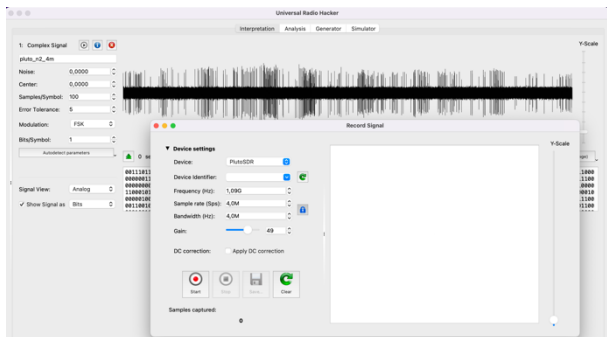 Universal Radio Hacker
Interpretation Analysis Generator Simulator
1: Complex Signal
Y-Scale
pluto_n2_4m
Noise: 0,0000
Center: 0,0000
Samples/Symbol: 100
Error Tolerance: 5
Modulation: FSK
Bits/Symbol: 1
Autodetect parameters
Signal View: Analog
Show Signal as Bits
Record Signal
Device settings
Device: PlutoSDR
Device Identifier:
Frequency (Hz): 1,09G
Sample rate (Sps): 4,0M
Bandwidth (Hz): 4,0M
Gain: 49
DC correction: Apply DC correction
Start Stop Save... Clear
Samples captured:
0
Y-Scale